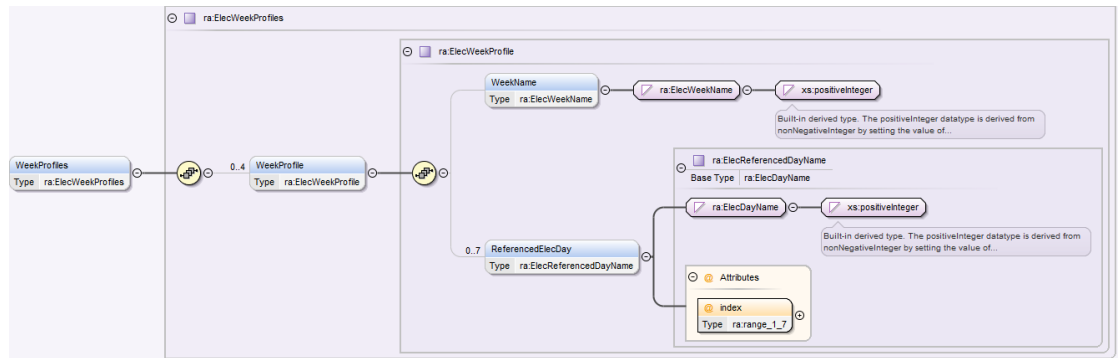 ra:ElecWeekProfiles
ra:ElecWeekProfile
WeekName
Type ra:ElecWeekName
ra:ElecWeekName
xs:positiveInteger
Built-in derived type. The positiveInteger datatype is derived from
nonNegativeInteger by setting the value of...
WeekProfiles
Type ra:ElecWeekProfiles
0..4
WeekProfile
Type ra:ElecWeekProfile
ra:ElecReferencedDayName
Base Type ra:ElecDayName
ra:ElecDayName
xs:positiveInteger
Built-in derived type. The positiveInteger datatype is derived from
nonNegativeInteger by setting the value of...
0..7
ReferencedElecDay
Type ra:ElecReferencedDayName
@ Attributes
@ index
Type ra:range_1_7